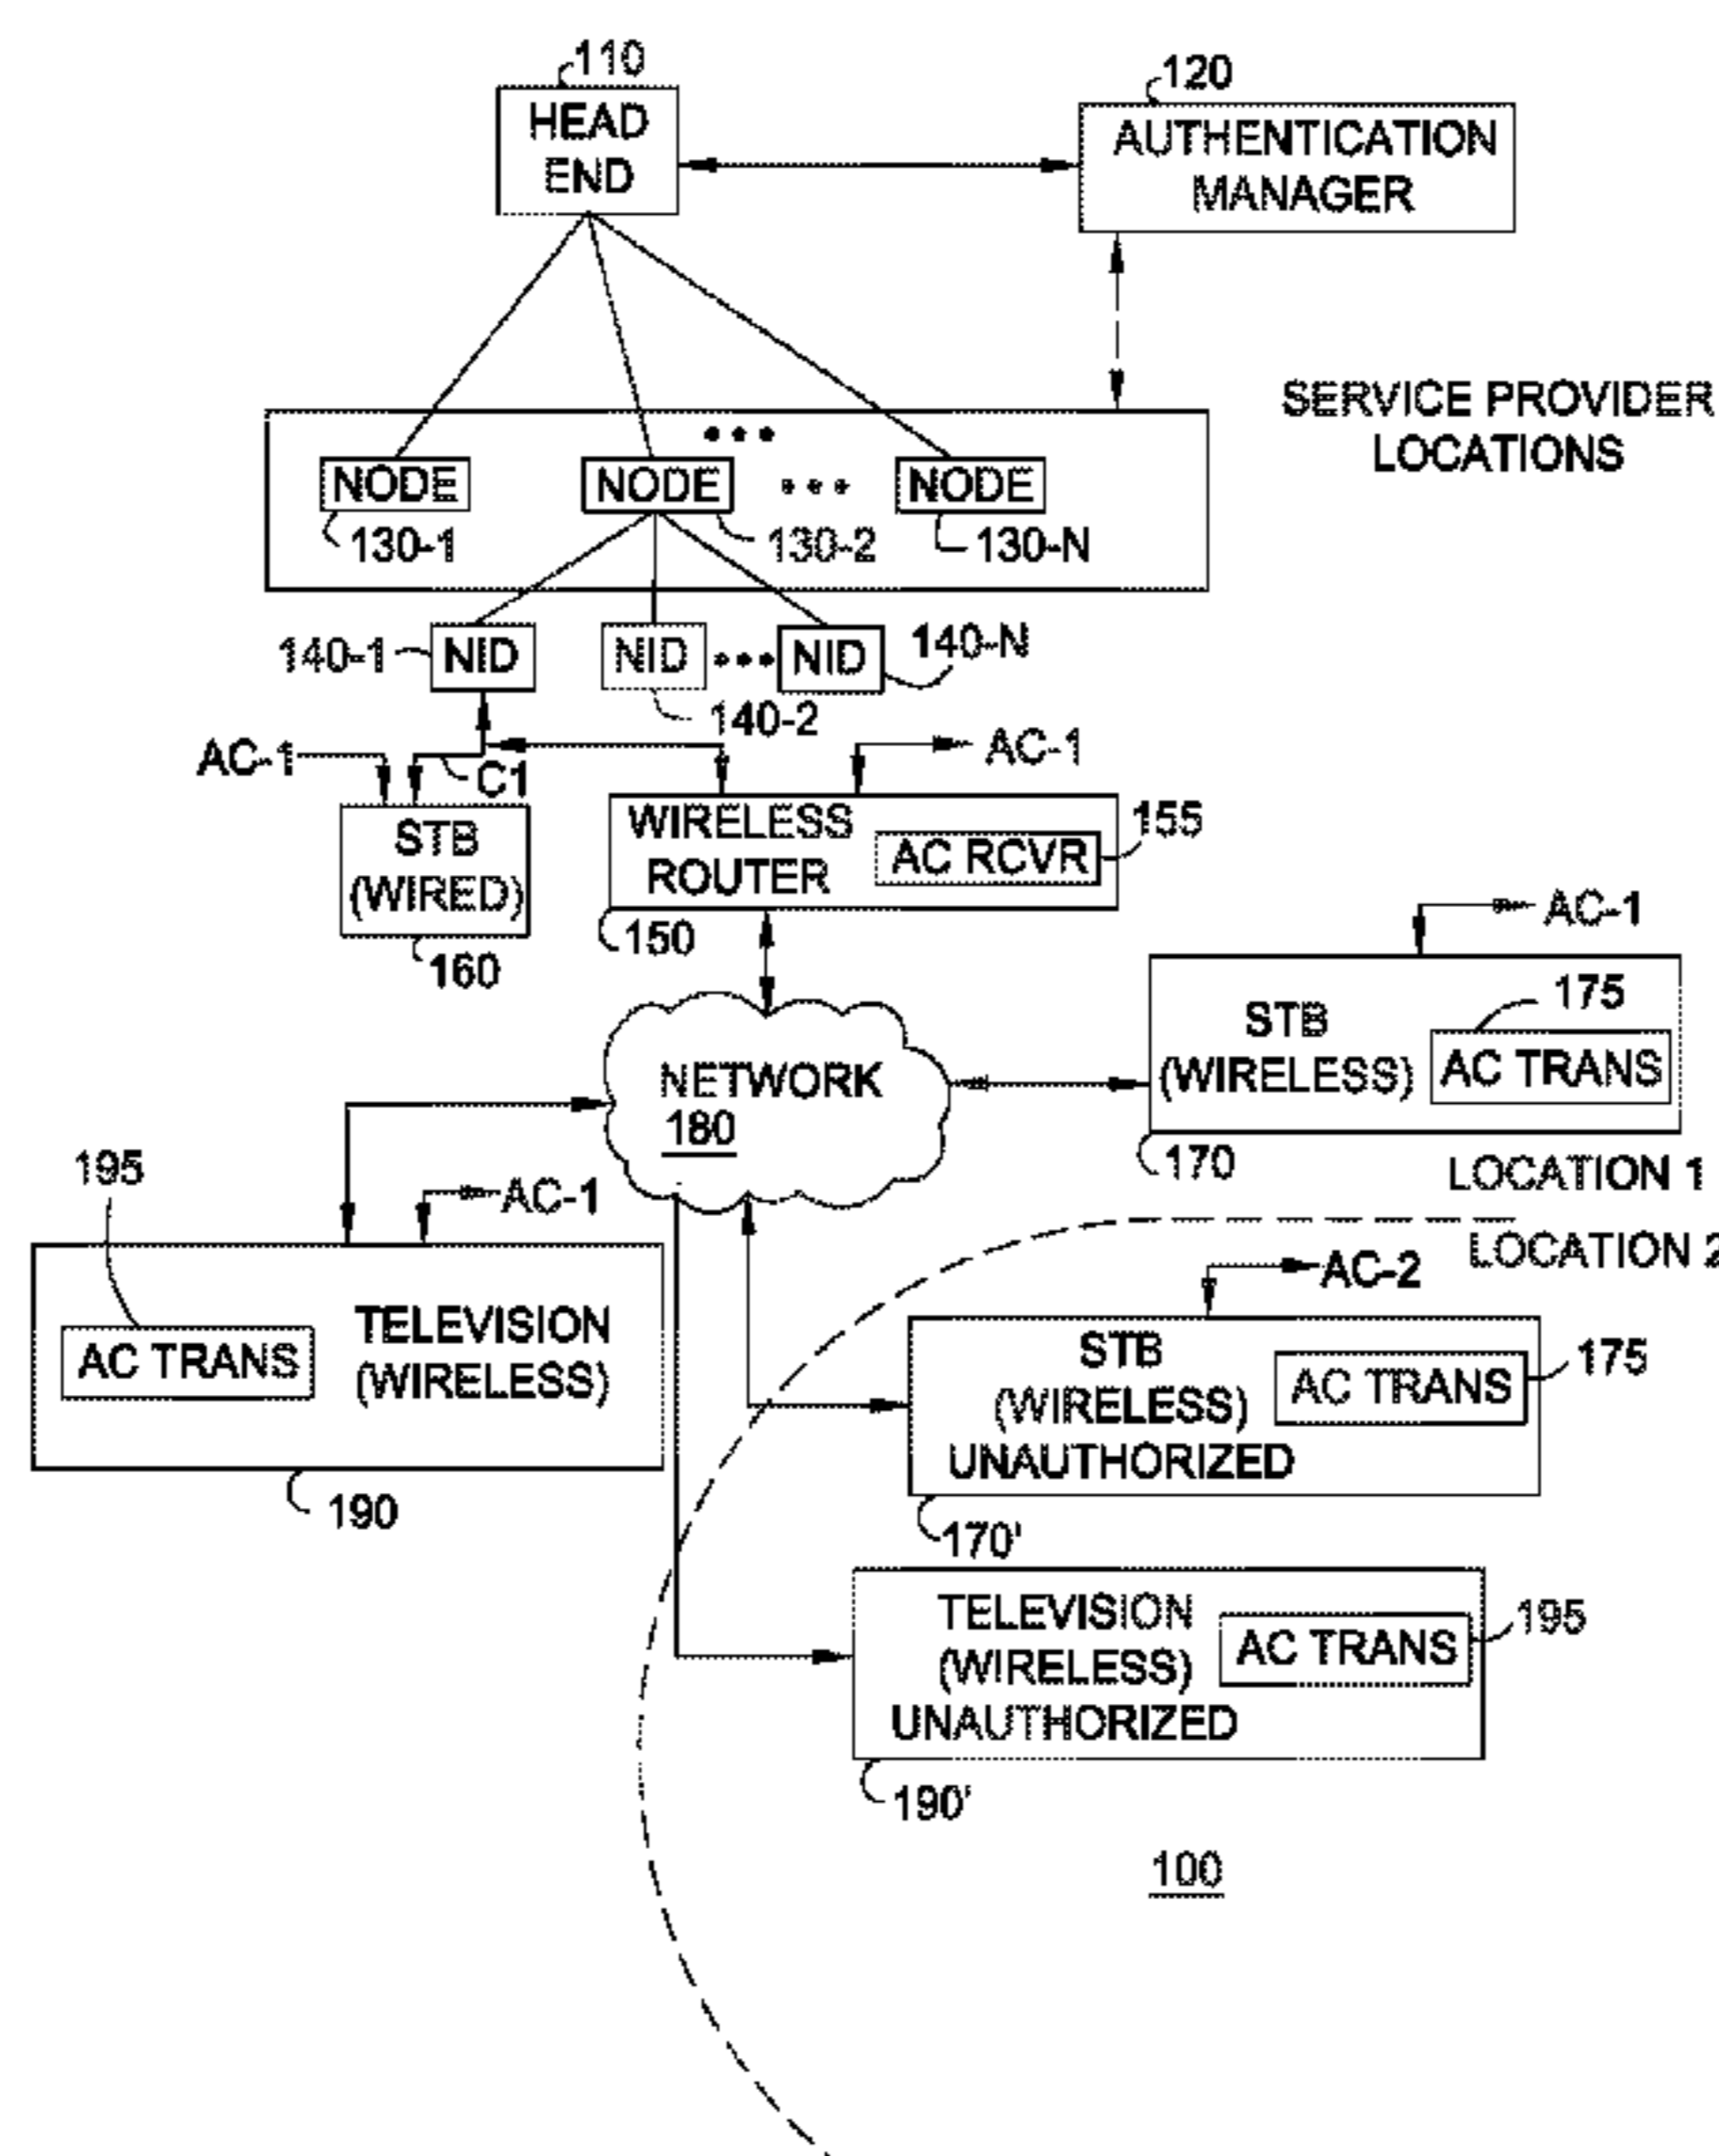 110
HEAD
END
120
AUTHENTICATION
MANAGER
SERVICE PROVIDER
LOCATIONS
NODE
NODE
NODE
130-1
130-2
130-N
140-1
NID
NID
NID
140-N
140-2
AC-1
C1
AC-1
STB
(WIRED)
160
WIRELESS
ROUTER
AC RCVR
155
150
AC-1
STB
(WIRELESS)
175
AC TRANS
170
LOCATION 1
NETWORK
180
195
AC-1
AC TRANS
TELEVISION
(WIRELESS)
190
LOCATION 2
AC-2
STB
(WIRELESS)
UNAUTHORIZED
AC TRANS
175
170'
TELEVISION
(WIRELESS)
UNAUTHORIZED
AC TRANS
195
190'
100